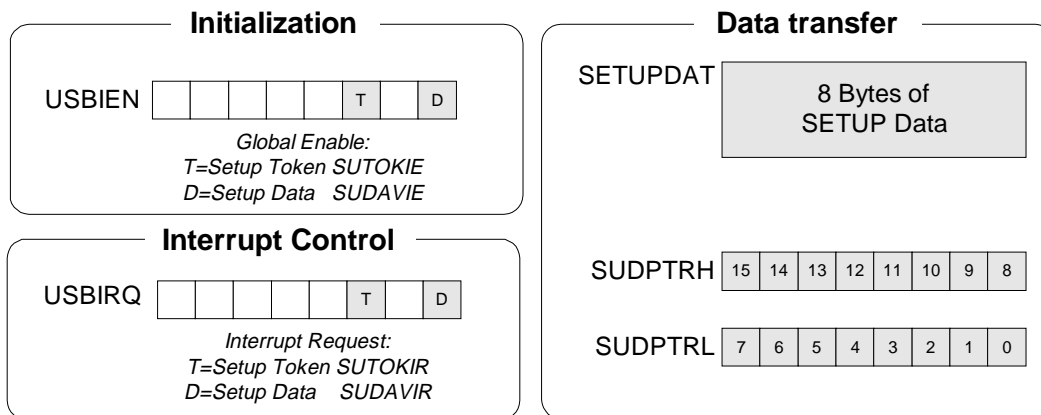 Initialization
USBIEN T D
Global Enable:
T=Setup Token SUTOKIE
D=Setup Data SUDAVIE
Interrupt Control
USBIRQ T D
Interrupt Request:
T=Setup Token SUTOKIR
D=Setup Data SUDAVIR
Data transfer
SETUPDAT
8 Bytes of
SETUP Data
SUDPTRH 15 14 13 12 11 10 9 8
SUDPTRL 7 6 5 4 3 2 1 0